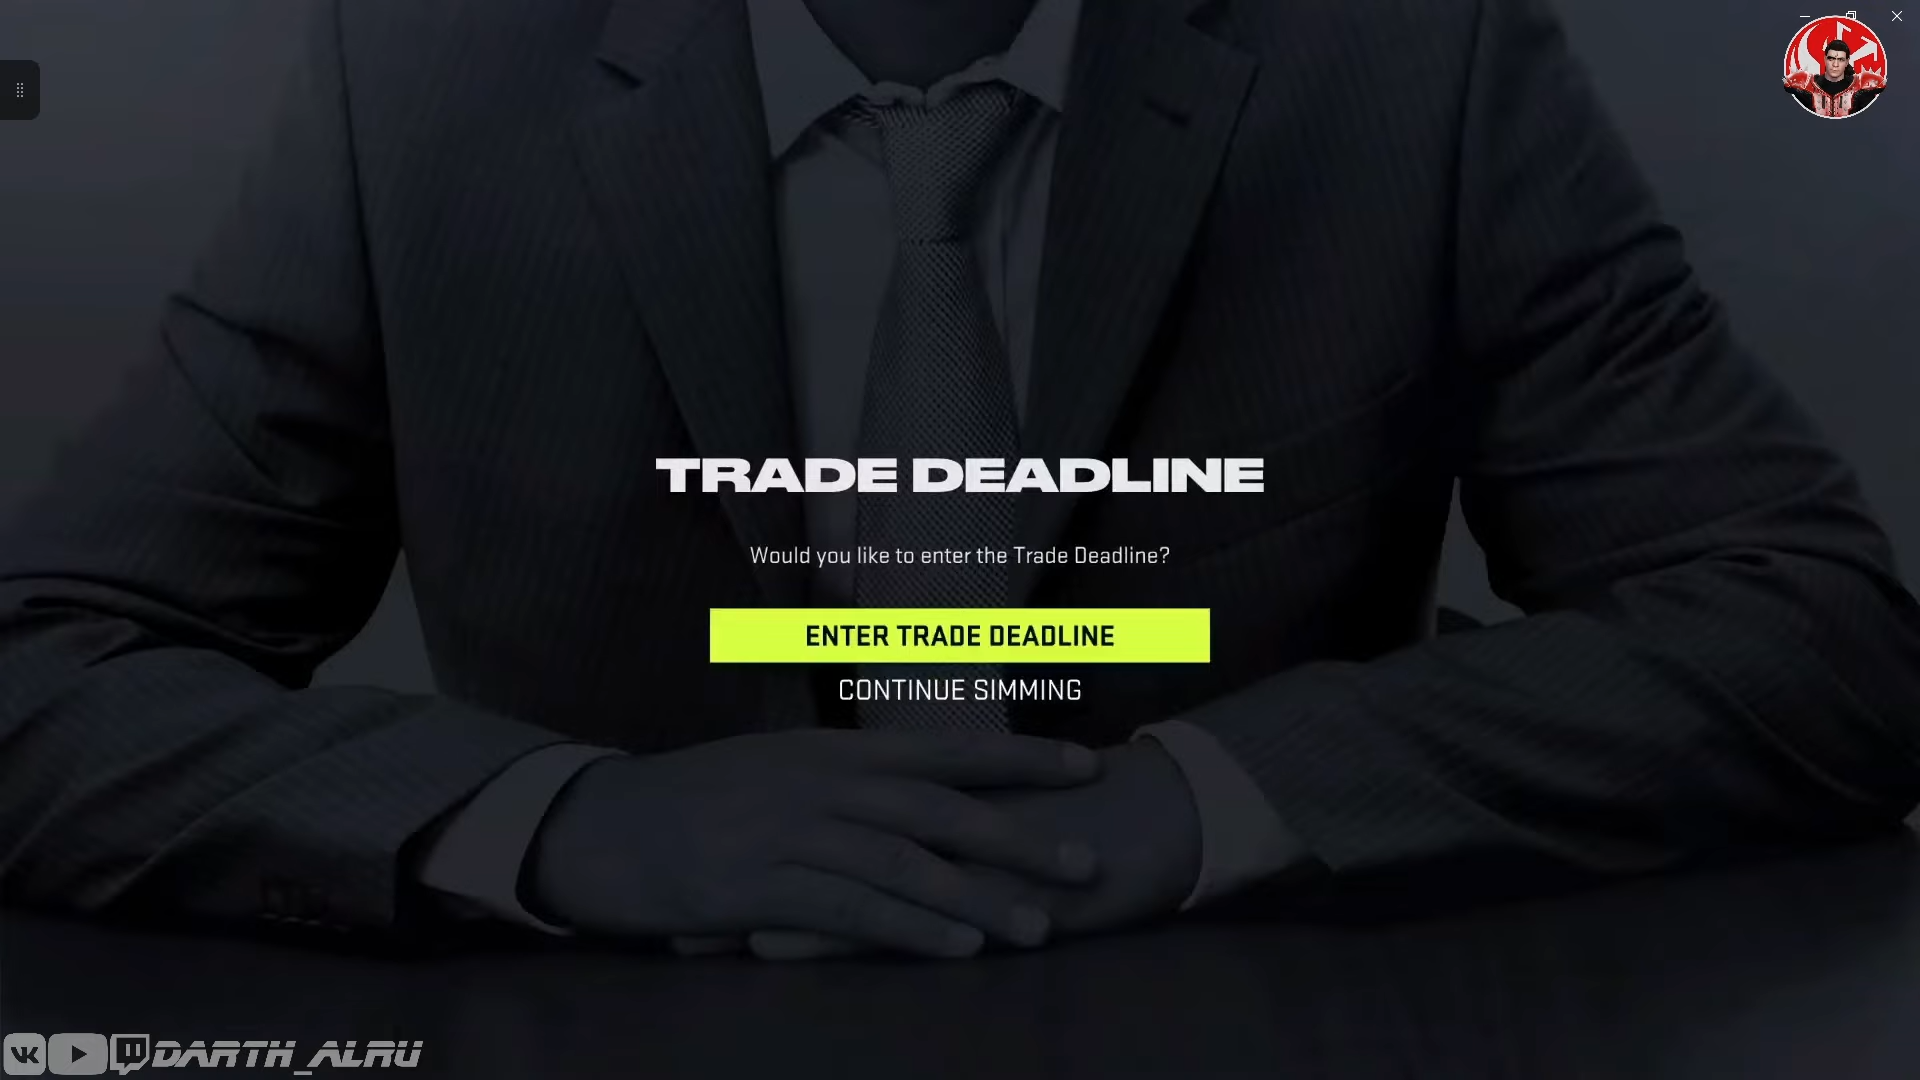 TRADE DEADLINE
Would you like to enter the Trade Deadline?
ENTER TRADE DEADLINE
CONTINUE SIMMING
DARTH_ALRU